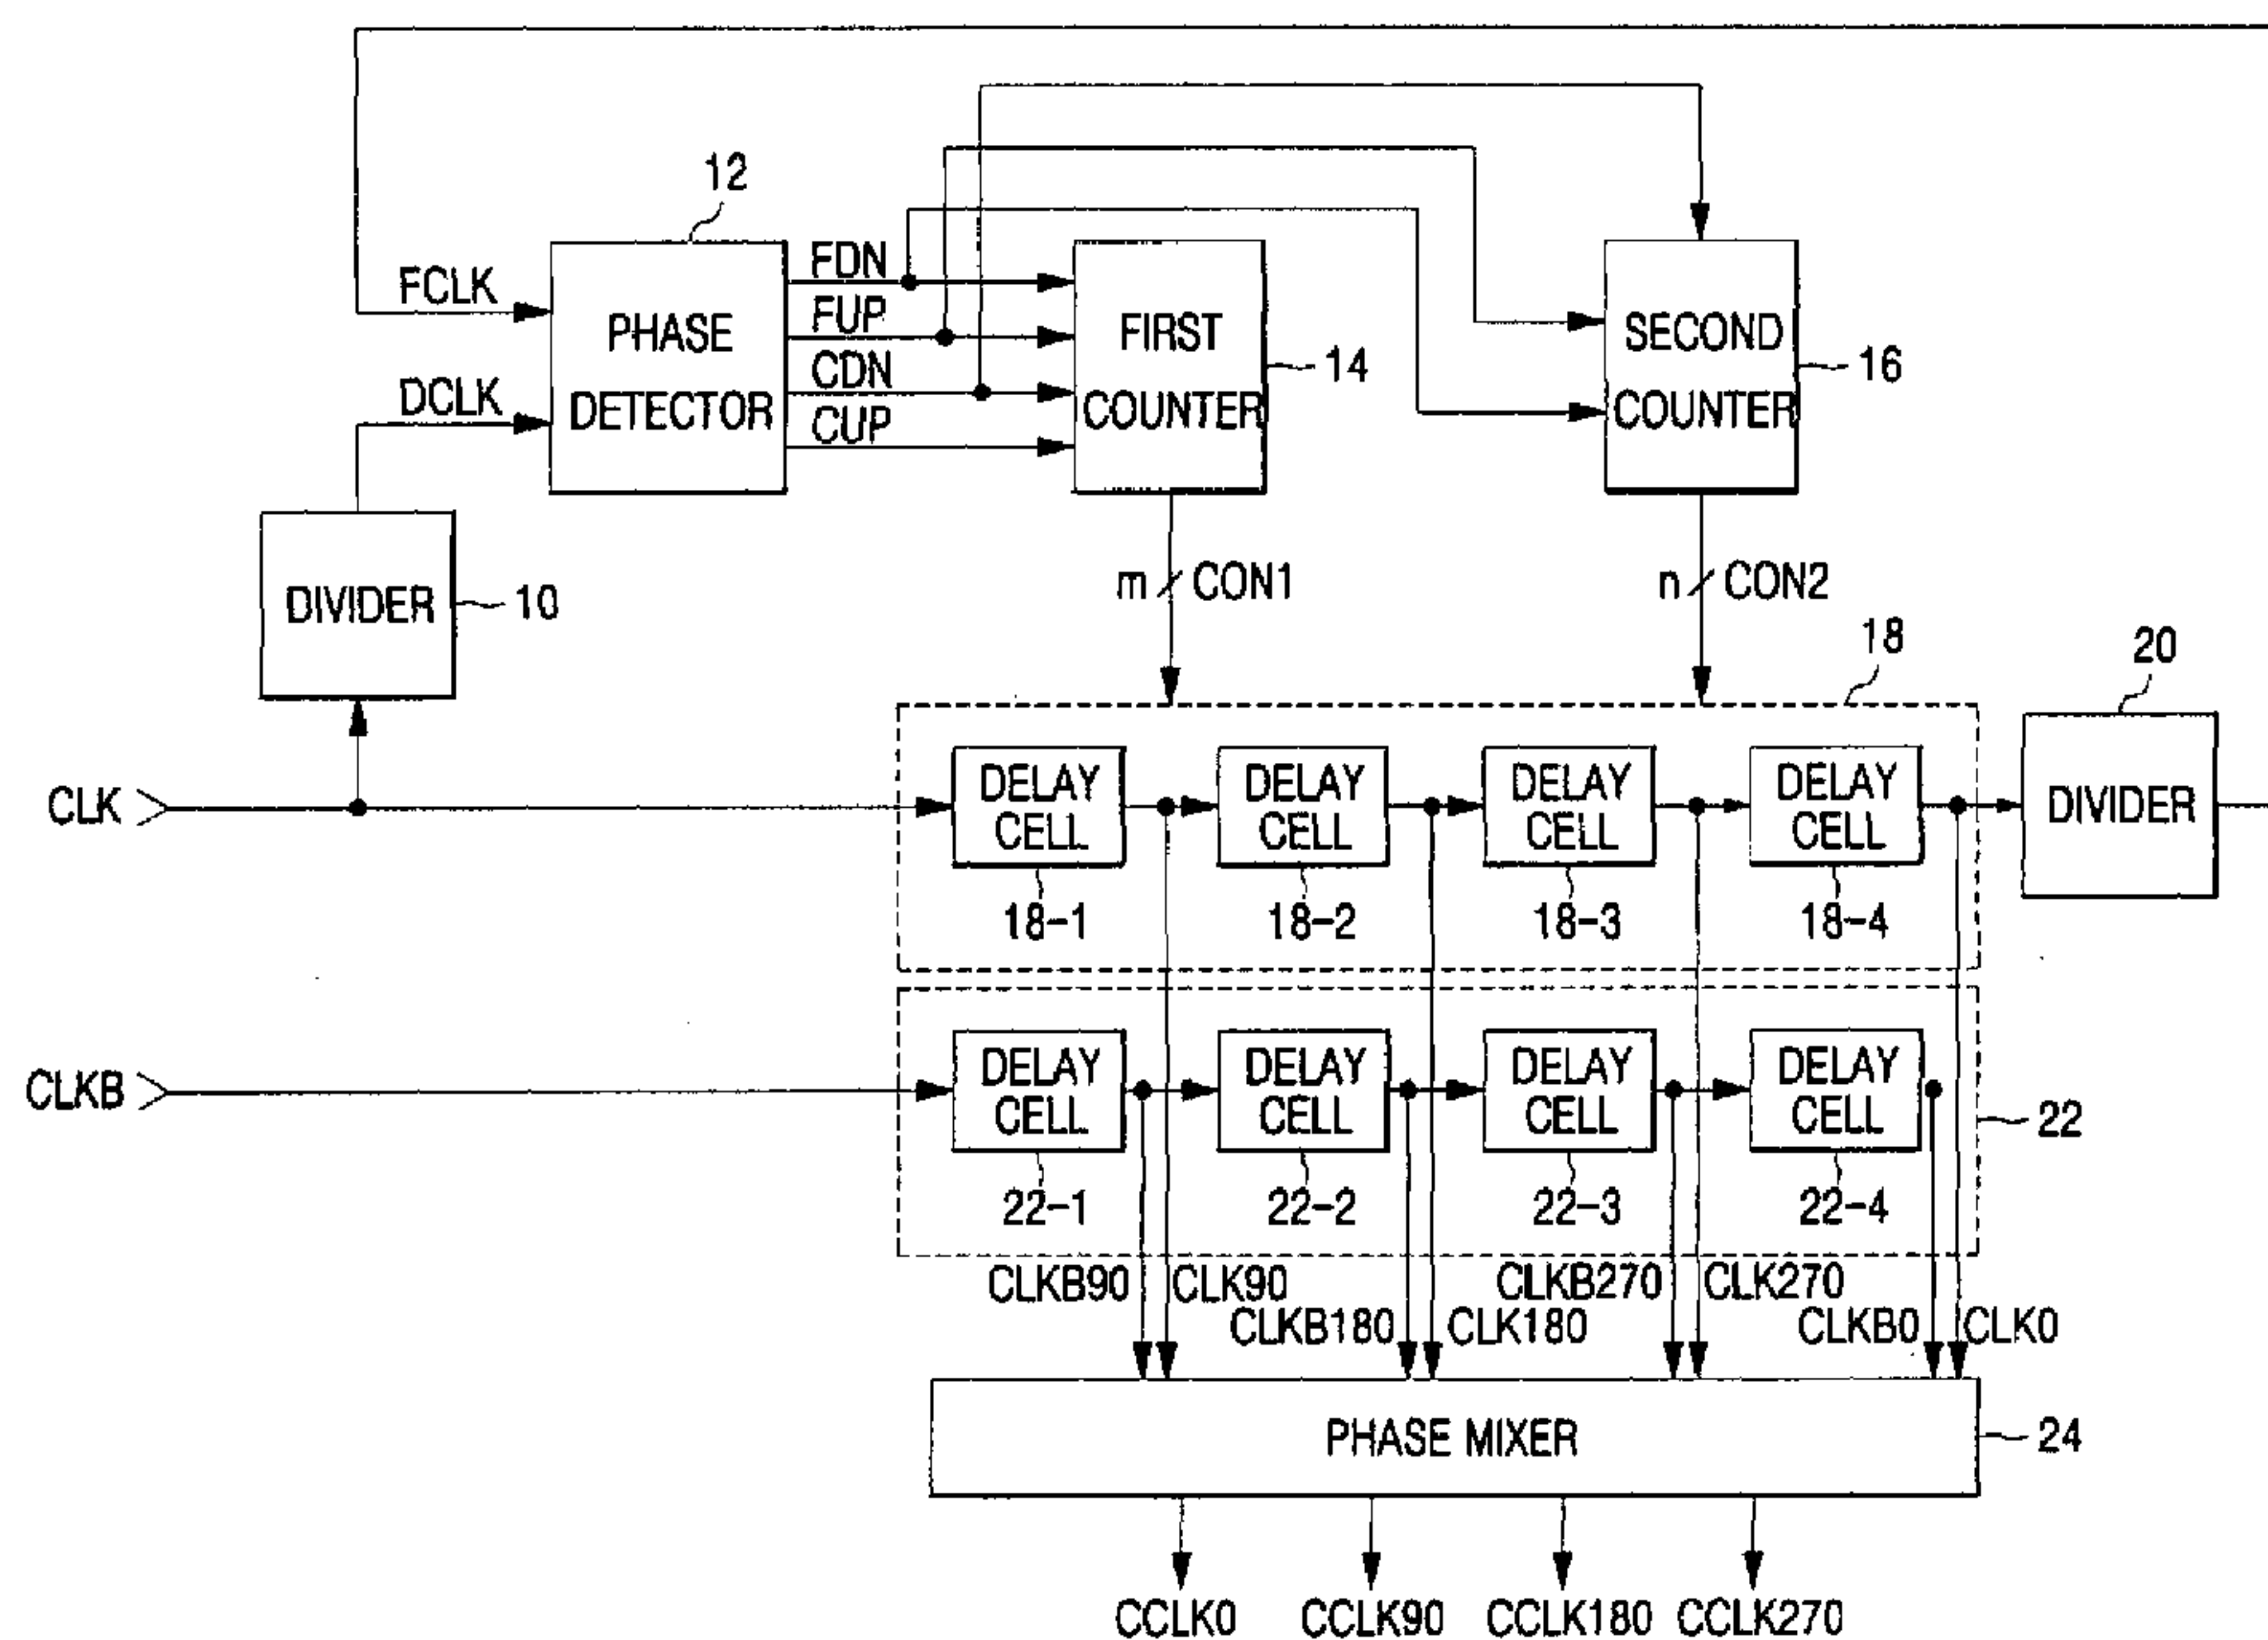 12
FCLK
DCLK
PHASE
DETECTOR
FDN
FUP
CDN
CUP
FIRST
COUNTER
14
SECOND
COUNTER
16
DIVIDER
10
m
CON1
n
CON2
18
20
CLK
DELAY
CELL
18-1
DELAY
CELL
18-2
DELAY
CELL
18-3
DELAY
CELL
18-4
DIVIDER
CLKB
DELAY
CELL
22-1
DELAY
CELL
22-2
DELAY
CELL
22-3
DELAY
CELL
22-4
22
CLKB90
CLK90
CLKB270
CLK270
CLKB180
CLK180
CLKB0
CLK0
PHASE MIXER
24
CCLK0
CCLK90
CCLK180
CCLK270